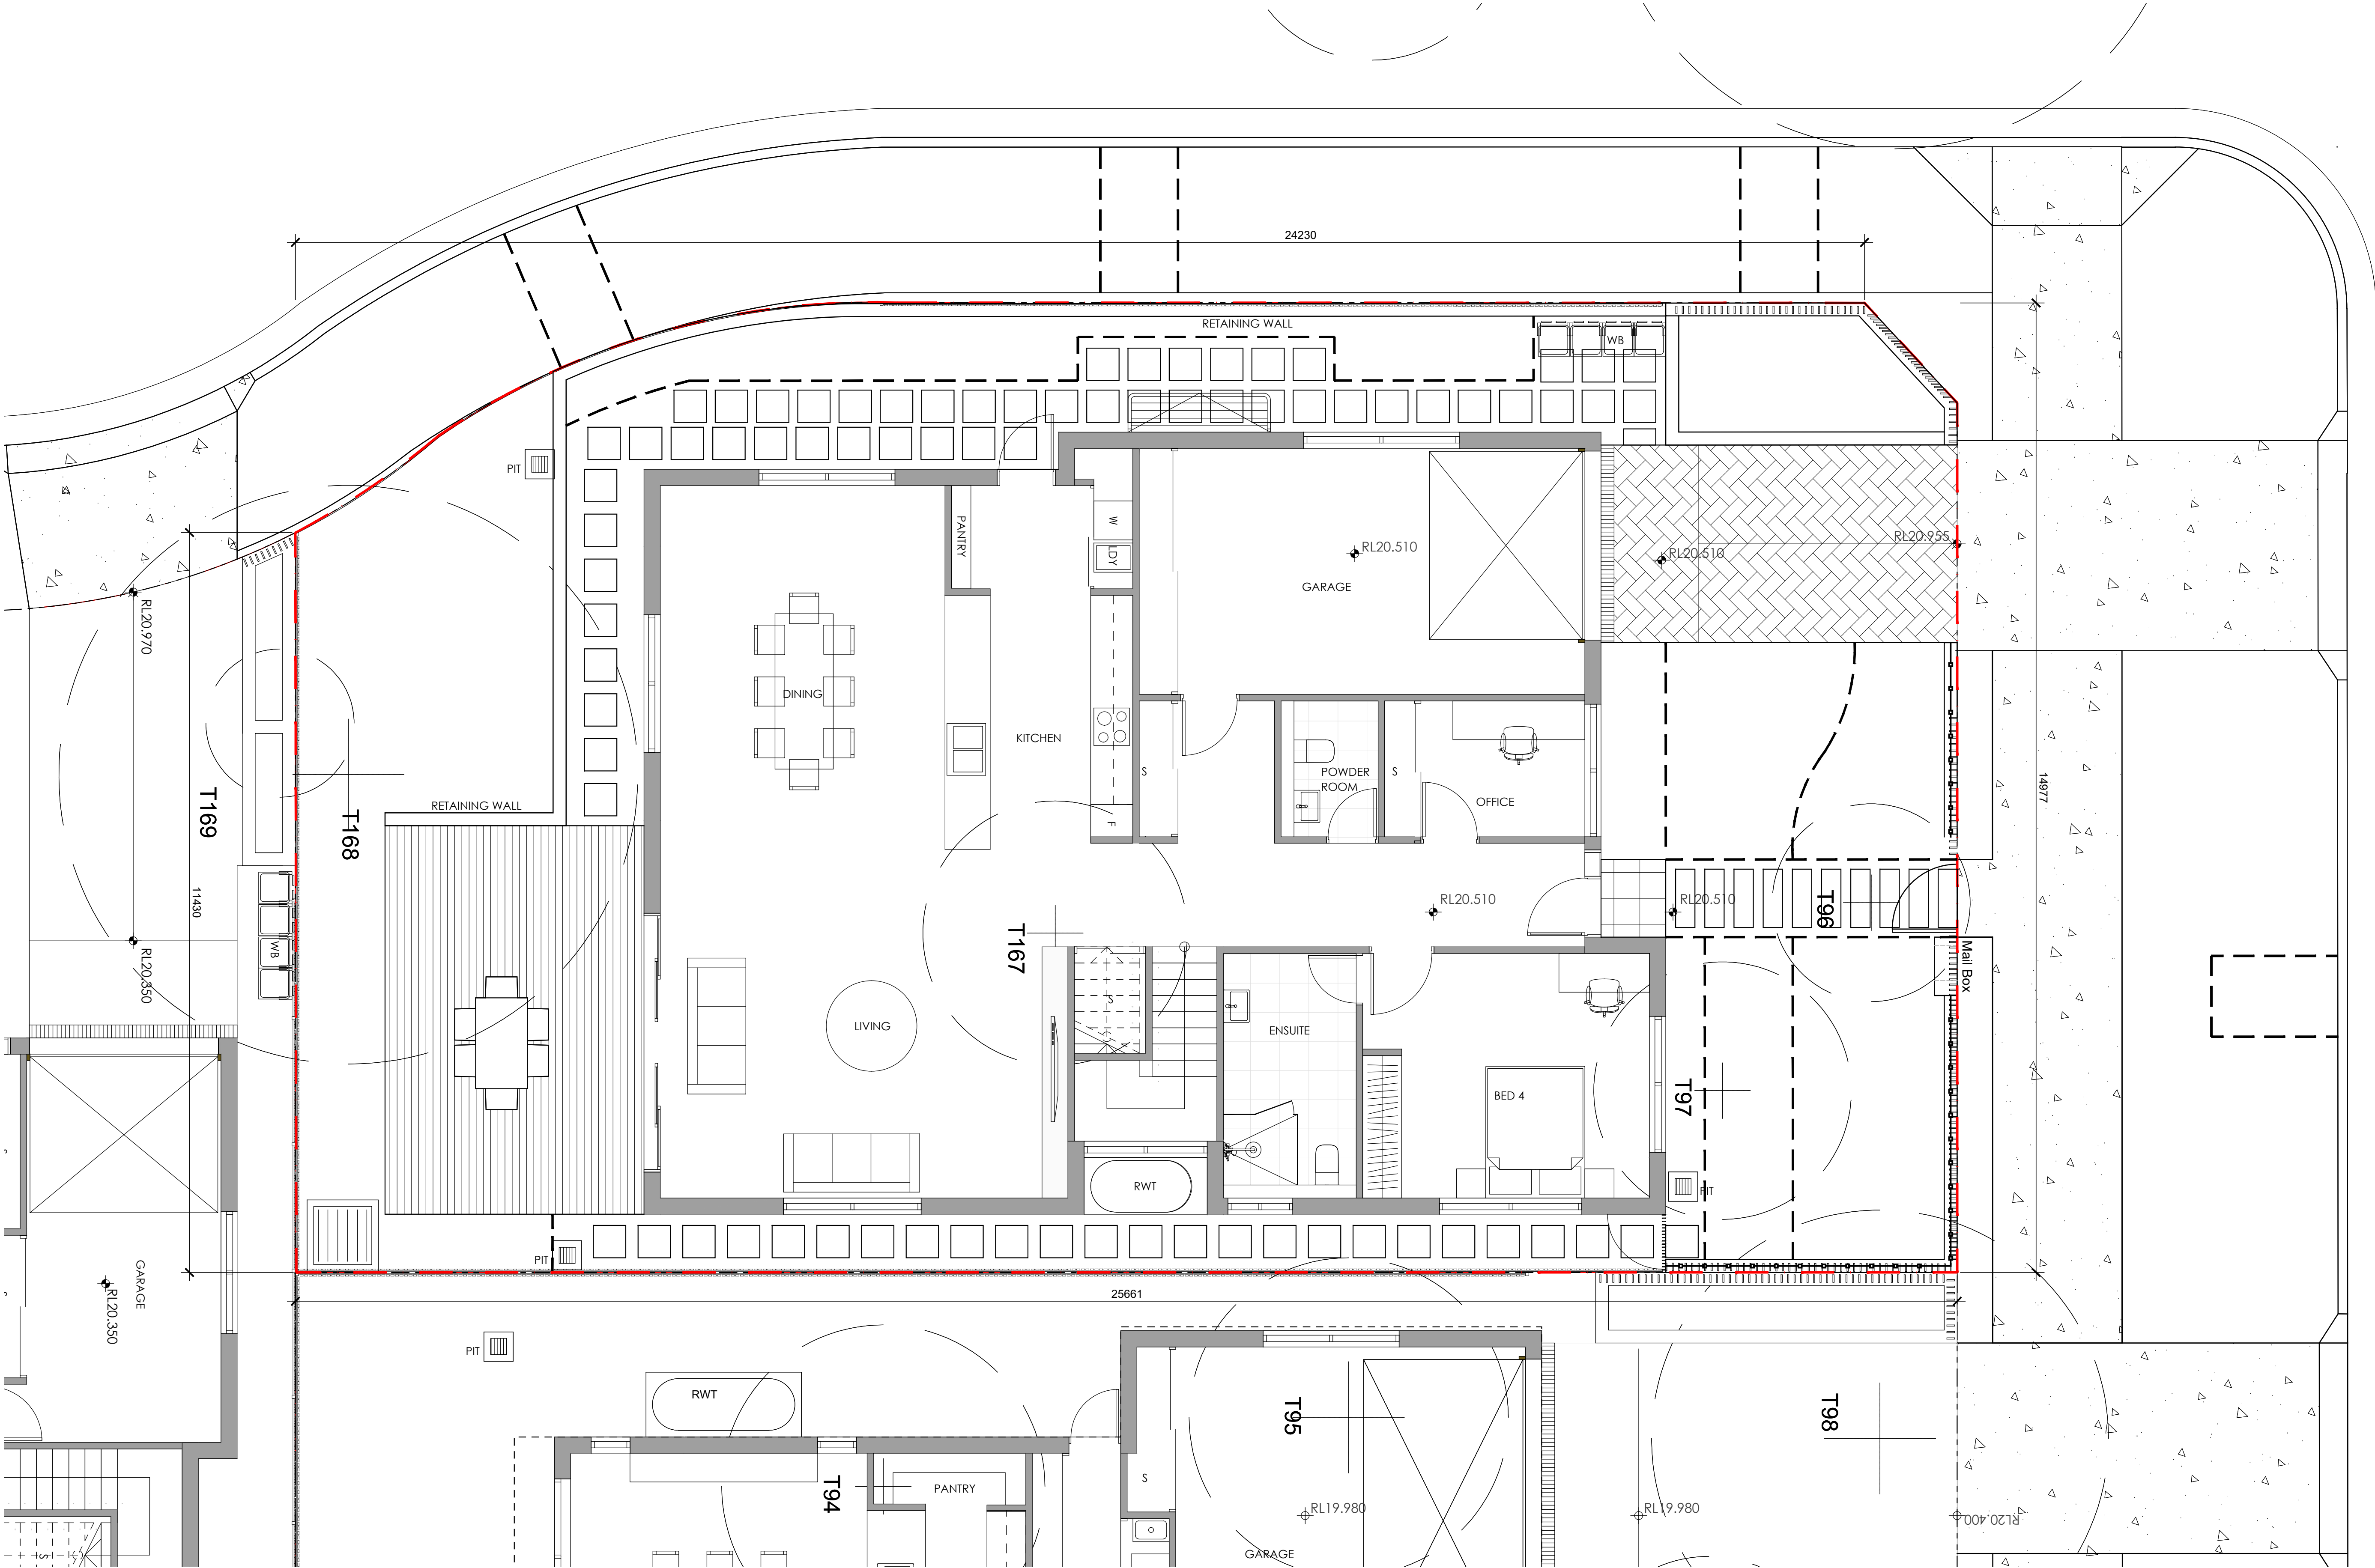 24230
RETAINING WALL
WB
PIT
PANTRY
W
LDY
RL20.510
GARAGE
RL20.510
RL20.955
RL20.970
DINING
KITCHEN
S
POWDER
ROOM
S
OFFICE
F
14977
T169
T168
RETAINING WALL
11430
RL20.510
RL20.510
T96
WB
RL20.350
T167
Mail Box
S
LIVING
ENSUITE
BED 4
T97
RWT
PIT
PIT
GARAGE
RL20.350
25661
PIT
RWT
T95
T98
S
T94
PANTRY
RL19.980
RL19.980
RL20.400
GARAGE
S